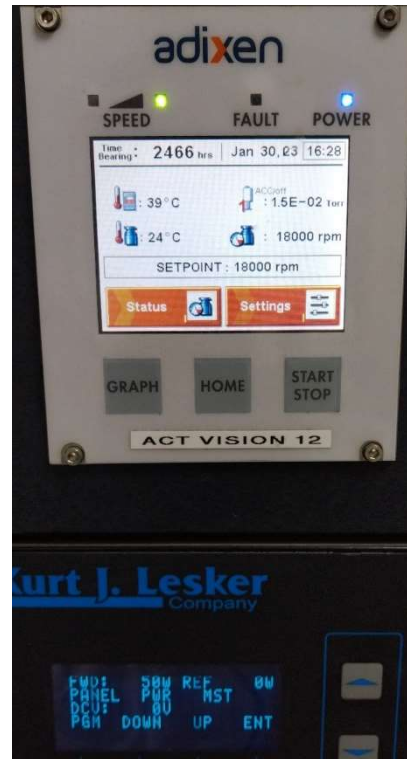 adixen
SPEED FAULT POWER
Time Bearing : 2466 hrs Jan 30,23 16:28
ACC/off
: 39°C : 1.5E-02 Torr
: 24°C : 18000 rpm
SETPOINT : 18000 rpm
Status Settings
GRAPH HOME START STOP
ACT VISION 12
Kurt J. Lesker
Company
FWD: 50W REF 0W
PANEL PWR MST
DCV: 0V
PGM DOWN UP ENT